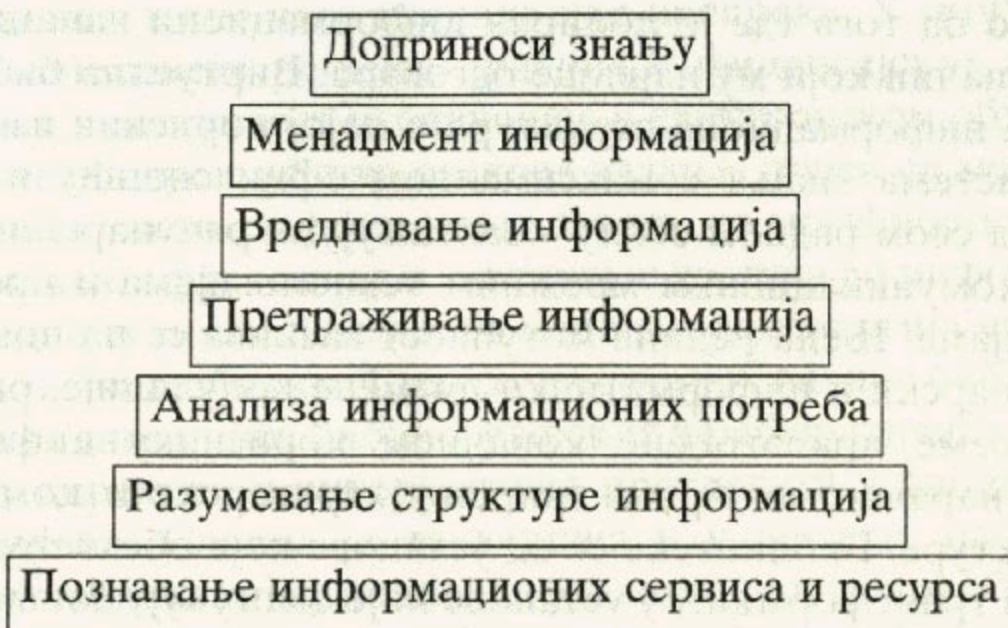 Доприноси знању
Менаџмент информација
Вредновање информација
Претраживање информација
Анализа информационих потреба
Разумевање структуре информација
Познавање информационих сервиса и ресурса